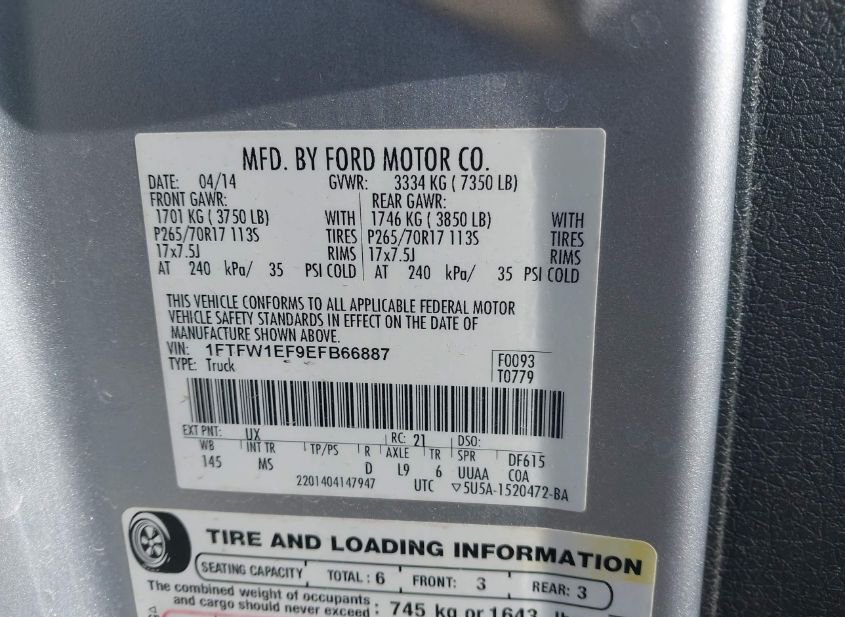 MFD. BY FORD MOTOR CO.
DATE: 04/14 GVWR: 3334 KG ( 7350 LB)
FRONT GAWR: REAR GAWR:
1701 KG ( 3750 LB) WITH 1746 KG ( 3850 LB) WITH
P265/70R17 113S TIRES P265/70R17 113S TIRES
17x7.5J RIMS 17x7.5J RIMS
AT 240 kPa/ 35 PSI COLD AT 240 kPa/ 35 PSI COLD
THIS VEHICLE CONFORMS TO ALL APPLICABLE FEDERAL MOTOR
VEHICLE SAFETY STANDARDS IN EFFECT ON THE DATE OF
MANUFACTURE SHOWN ABOVE.
VIN: 1FTFW1EF9EFB66887
TYPE: Truck
F0093
T0779
EXT PNT: UX RC: 21 DSO:
WB INT TR TP/PS R AXLE TR SPR DF615
145 MS D L9 6 UUAA COA
2201404147947 UTC ▽5U5A-1520472-BA
TIRE AND LOADING INFORMATION
SEATING CAPACITY TOTAL : 6 FRONT: 3 REAR: 3
The combined weight of occupants
and cargo should never exceed : 745 kg or 1643